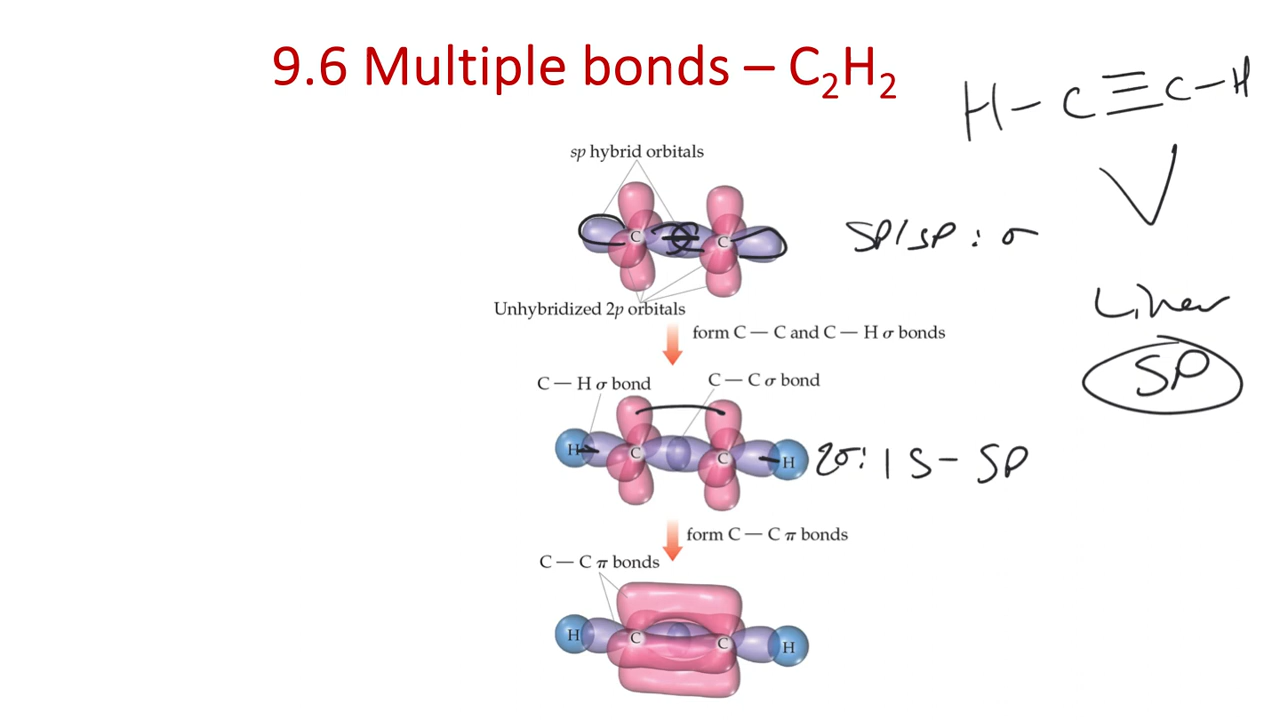 9.6 Multiple bonds – C₂H₂
H – C ≡ C – H
sp hybrid orbitals
C C
SP/SP : σ
Unhybridized 2p orbitals
Linear
form C — C and C — H σ bonds
SP
C — H σ bond
C — C σ bond
H C C H
2σ: 1S – SP
form C — C π bonds
C — C π bonds
H C C H